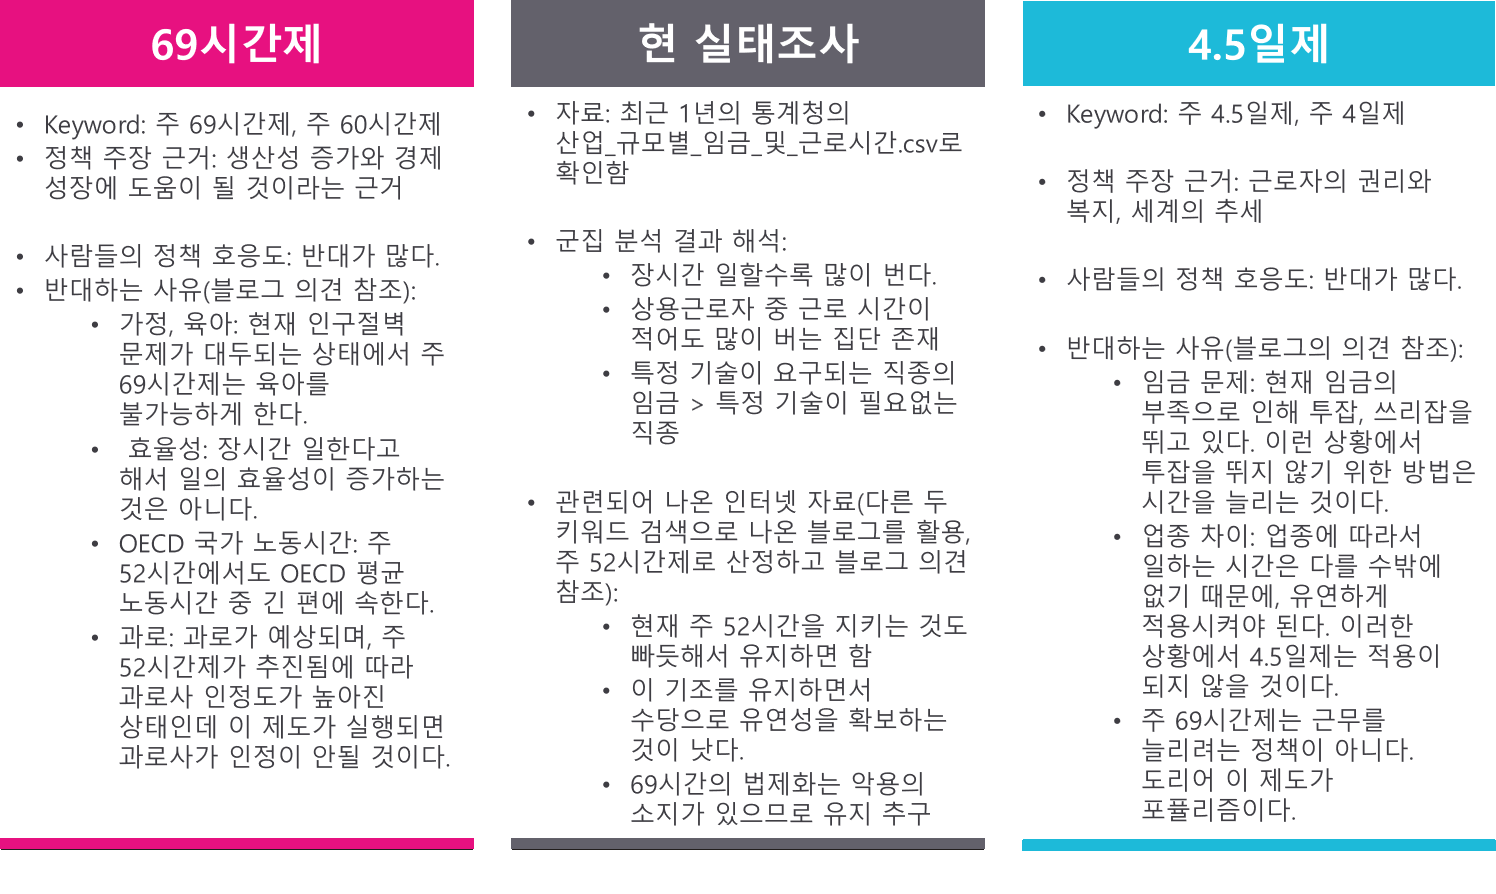 69시간제
• Keyword: 주 69시간제, 주 60시간제
• 정책 주장 근거: 생산성 증가와 경제
성장에 도움이 될 것이라는 근거
• 사람들의 정책 호응도: 반대가 많다.
• 반대하는 사유(블로그 의견 참조):
• 가정, 육아: 현재 인구절벽
문제가 대두되는 상태에서 주
69시간제는 육아를
불가능하게 한다.
• 효율성: 장시간 일한다고
해서 일의 효율성이 증가하는
것은 아니다.
• OECD 국가 노동시간: 주
52시간에서도 OECD 평균
노동시간 중 긴 편에 속한다.
• 과로: 과로가 예상되며, 주
52시간제가 추진됨에 따라
과로사 인정도가 높아진
상태인데 이 제도가 실행되면
과로사가 인정이 안될 것이다.
현 실태조사
• 자료: 최근 1년의 통계청의
산업_규모별_임금_및_근로시간.csv로
확인함
• 군집 분석 결과 해석:
• 장시간 일할수록 많이 번다.
• 상용근로자 중 근로 시간이
적어도 많이 버는 집단 존재
• 특정 기술이 요구되는 직종의
임금 > 특정 기술이 필요없는
직종
• 관련되어 나온 인터넷 자료(다른 두
키워드 검색으로 나온 블로그를 활용,
주 52시간제로 산정하고 블로그 의견
참조):
• 현재 주 52시간을 지키는 것도
빠듯해서 유지하면 함
• 이 기조를 유지하면서
수당으로 유연성을 확보하는
것이 낫다.
• 69시간의 법제화는 악용의
소지가 있으므로 유지 추구
4.5일제
• Keyword: 주 4.5일제, 주 4일제
• 정책 주장 근거: 근로자의 권리와
복지, 세계의 추세
• 사람들의 정책 호응도: 반대가 많다.
• 반대하는 사유(블로그의 의견 참조):
• 임금 문제: 현재 임금의
부족으로 인해 투잡, 쓰리잡을
뛰고 있다. 이런 상황에서
투잡을 뛰지 않기 위한 방법은
시간을 늘리는 것이다.
• 업종 차이: 업종에 따라서
일하는 시간은 다를 수밖에
없기 때문에, 유연하게
적용시켜야 된다. 이러한
상황에서 4.5일제는 적용이
되지 않을 것이다.
• 주 69시간제는 근무를
늘리려는 정책이 아니다.
도리어 이 제도가
포퓰리즘이다.